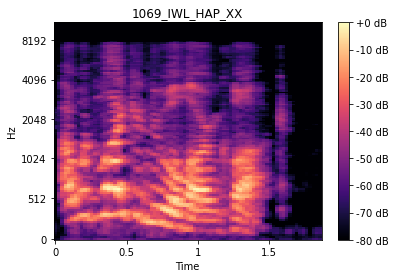 1069_IWL_HAP_XX
8192
4096
2048
1024
512
0
Hz
0
0.5
1
1.5
Time
+0 dB
-10 dB
-20 dB
-30 dB
-40 dB
-50 dB
-60 dB
-70 dB
-80 dB